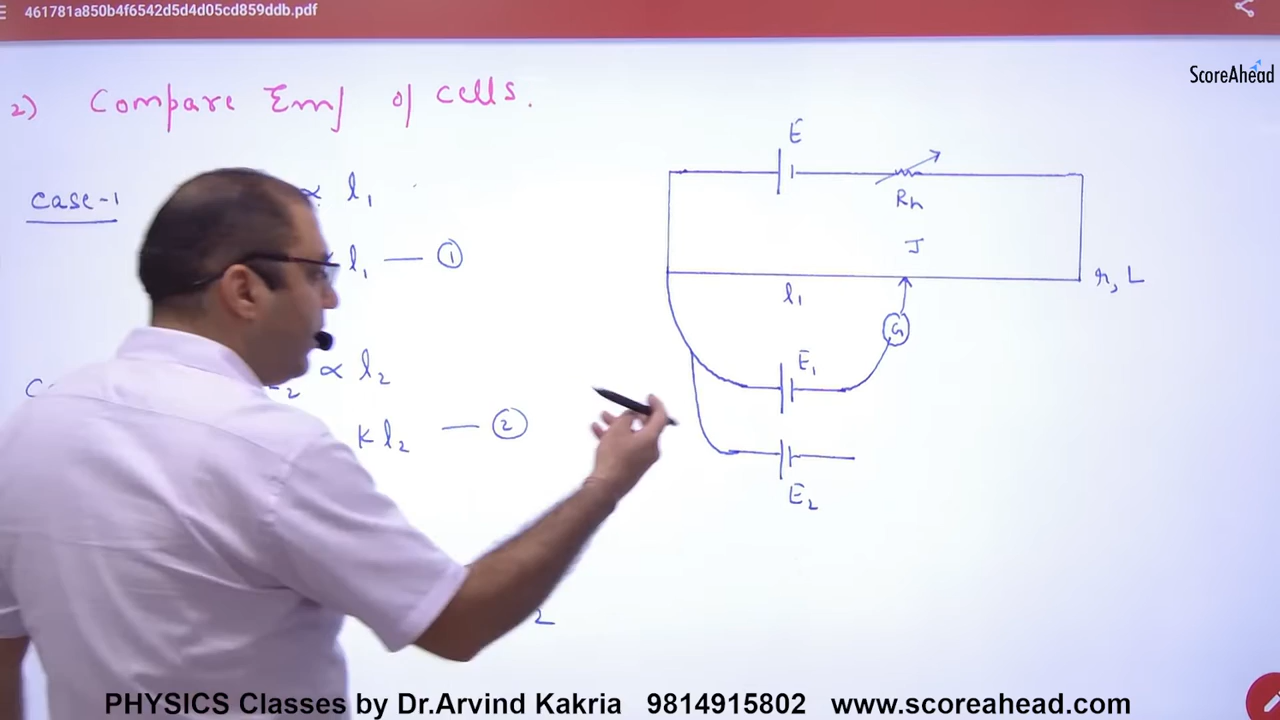 461781a850b4f6542d5d4d05cd859ddb.pdf
ScoreAhead
2) Compare Emf of cells.
Case-1
∝ l₁
l₁ — ①
∝ l₂
k l₂ — ②
2
E
Rh
J
l₁
r, L
G
E₁
E₂
PHYSICS Classes by Dr.Arvind Kakria 9814915802 www.scoreahead.com